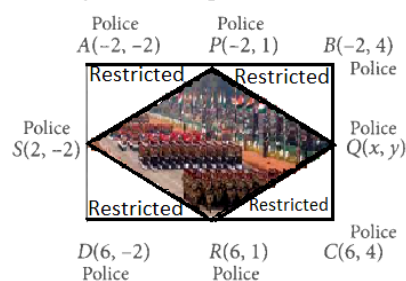 Police Police
A(−2, −2) P(−2, 1) B(−2, 4)
Restricted Restricted Police
Police Police
S(2, −2) Q(x, y)
Restricted Restricted
Police
D(6, −2) R(6, 1) C(6, 4)
Police Police